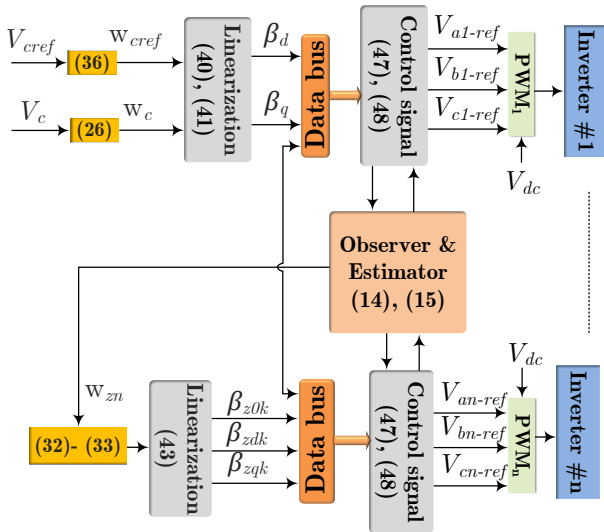 V_cref
(36)
w_cref
V_c
(26)
w_c
Linearization
(40), (41)
β_d
β_q
Data bus
Control signal
(47), (48)
V_a1-ref
V_b1-ref
V_c1-ref
PWM_1
V_dc
Inverter #1
Observer &
Estimator
(14), (15)
w_zn
(32)- (33)
Linearization
(43)
β_z0k
β_zdk
β_zqk
Data bus
Control signal
(47), (48)
V_an-ref
V_bn-ref
V_cn-ref
V_dc
PWM_n
Inverter #n